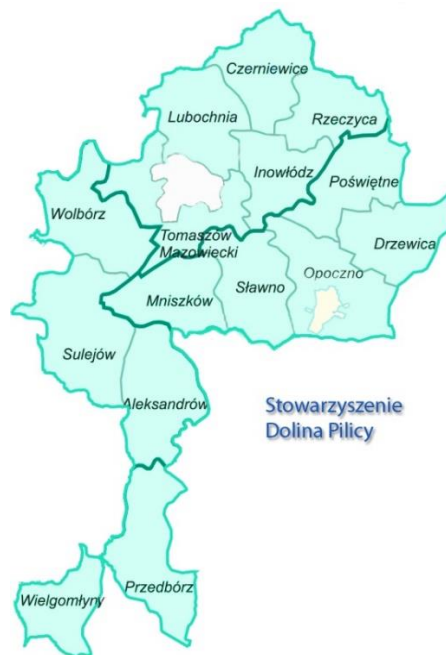 Czerniewice
Lubochnia
Rzeczyca
Inowłódz
Poświętne
Wolbórz
Tomaszów
Mazowiecki
Drzewica
Opoczno
Sławno
Mniszków
Sulejów
Aleksandrów
Stowarzyszenie
Dolina Pilicy
Przedbórz
Wielgomłyny